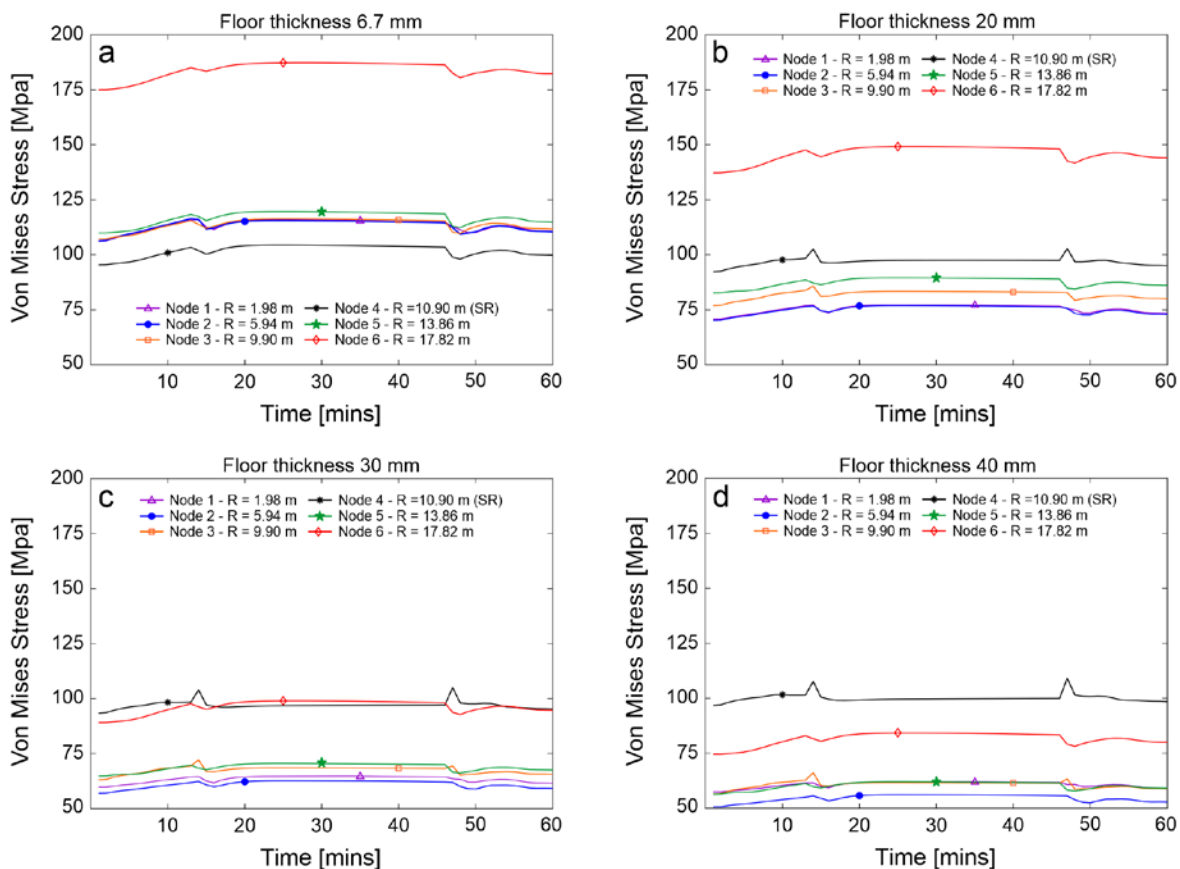 Floor thickness 6.7 mm
a
Von Mises Stress [Mpa]
200
175
150
125
100
75
50
Node 1 - R = 1.98 m
Node 2 - R = 5.94 m
Node 3 - R = 9.90 m
Node 4 - R =10.90 m (SR)
Node 5 - R = 13.86 m
Node 6 - R = 17.82 m
10 20 30 40 50 60
Time [mins]
Floor thickness 20 mm
b
Von Mises Stress [Mpa]
200
175
150
125
100
75
50
Node 1 - R = 1.98 m
Node 2 - R = 5.94 m
Node 3 - R = 9.90 m
Node 4 - R =10.90 m (SR)
Node 5 - R = 13.86 m
Node 6 - R = 17.82 m
10 20 30 40 50 60
Time [mins]
Floor thickness 30 mm
c
Von Mises Stress [Mpa]
200
175
150
125
100
75
50
Node 1 - R = 1.98 m
Node 2 - R = 5.94 m
Node 3 - R = 9.90 m
Node 4 - R =10.90 m (SR)
Node 5 - R = 13.86 m
Node 6 - R = 17.82 m
10 20 30 40 50 60
Time [mins]
Floor thickness 40 mm
d
Von Mises Stress [Mpa]
200
175
150
125
100
75
50
Node 1 - R = 1.98 m
Node 2 - R = 5.94 m
Node 3 - R = 9.90 m
Node 4 - R =10.90 m (SR)
Node 5 - R = 13.86 m
Node 6 - R = 17.82 m
10 20 30 40 50 60
Time [mins]